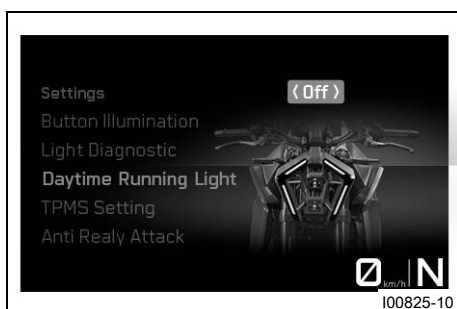 Settings
‹ Off ›
Button Illumination
Light Diagnostic
Daytime Running Light
TPMS Setting
Anti Realy Attack
0 km/h N
I00825-10